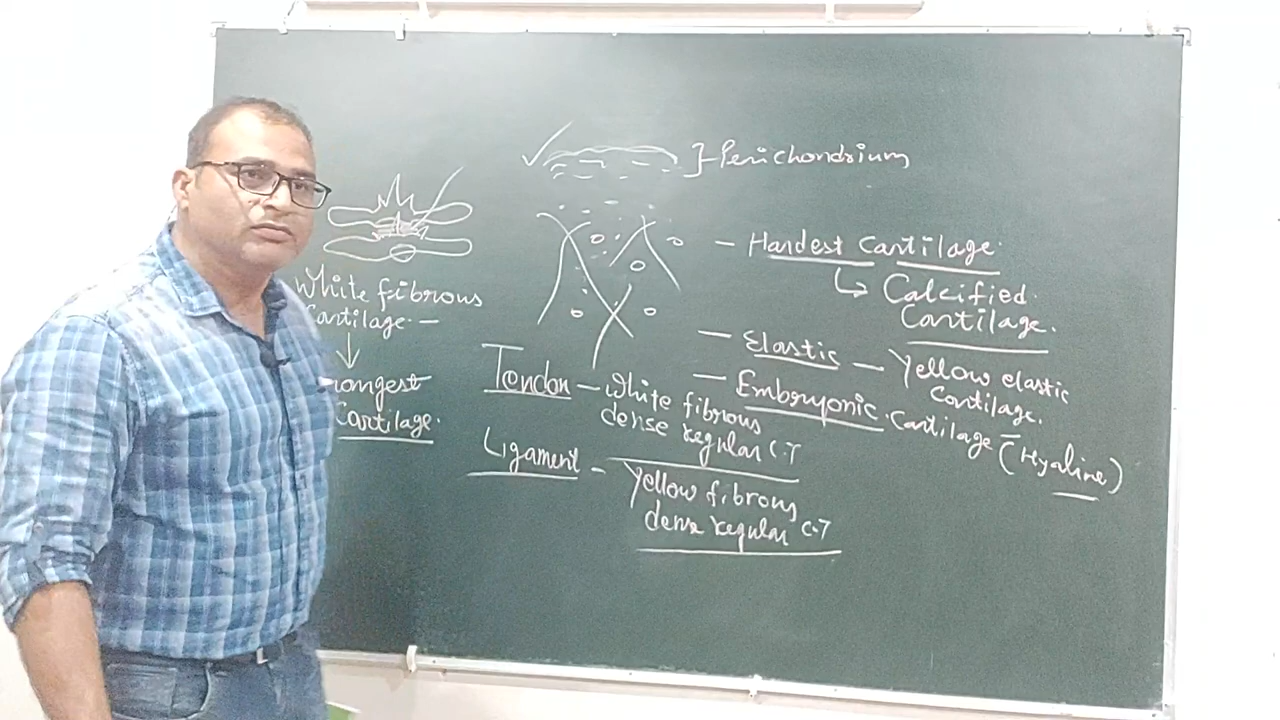 ]-Perichondrium
White fibrous
Cartilage -
↓
rongest
Cartilage.
- Hardest Cartilage.
↳ Calcified.
Cartilage.
- Elastic - Yellow elastic
Cartilage.
- Embryonic. Cartilage - (Hyaline)
Tendon - White fibrous
dense regular C.T
Ligament - Yellow fibrous
dense regular C.T